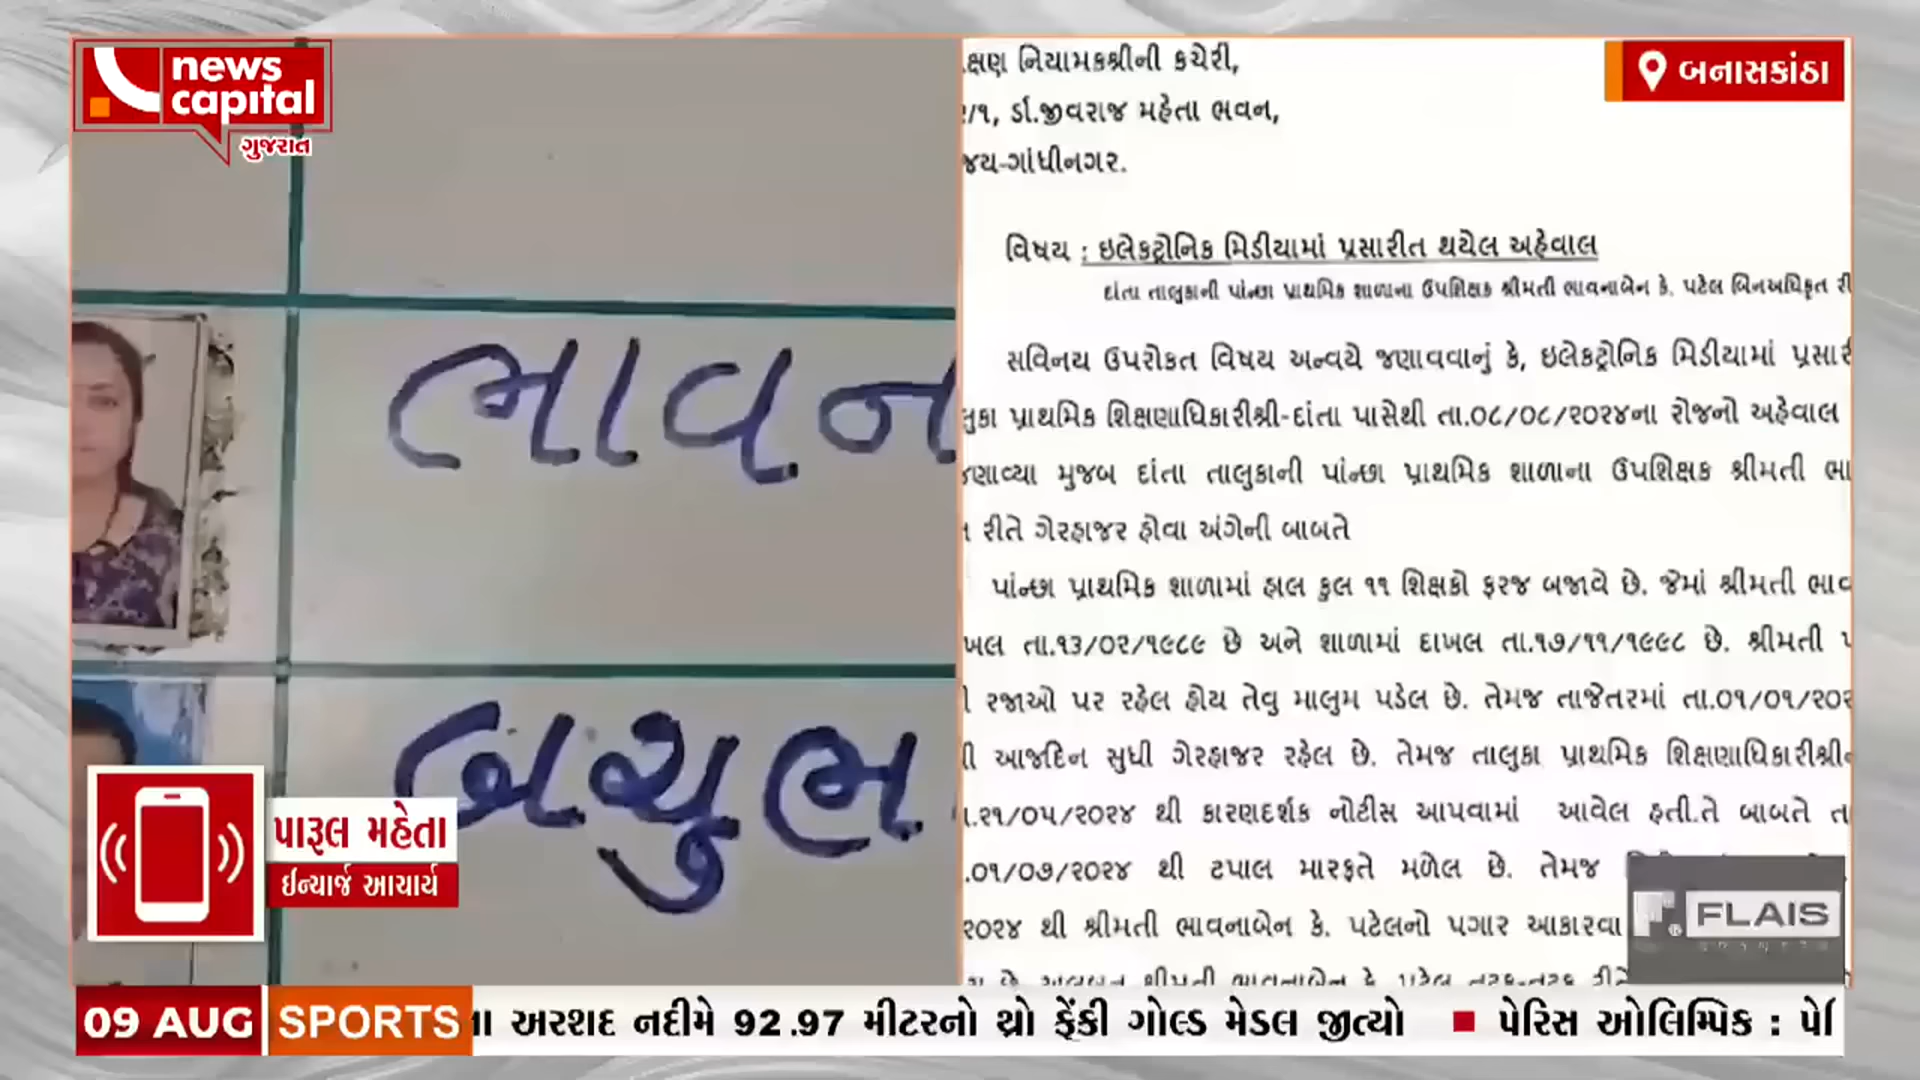 news
capital
ગુજરાત
બનાસકાંઠા
ભાવન
બચુભ
ક્ષણ નિયામકશ્રીની કચેરી,
/૧, ર્ડા.જીવરાજ મહેતા ભવન,
-ગાંધીનગર.
વિષય : ઇલેકટ્રોનિક મિડીયામાં પ્રસારીત થયેલ અહેવાલ
દાંતા તાલુકાની પાંન્છા પ્રાથમિક શાળાના ઉપશિક્ષક શ્રીમતી ભાવનાબેન કે. પટેલ બિનઅધિકૃત રી
સવિનય ઉપરોકત વિષય અન્વયે જણાવવાનું કે, ઇલેકટ્રોનિક મિડીયામાં પ્રસારી
લુકા પ્રાથમિક શિક્ષણાધિકારીશ્રી-દાંતા પાસેથી તા.૦૮/૦૮/૨૦૨૪ના રોજનો અહેવાલ
ણાવ્યા મુજબ દાંતા તાલુકાની પાંન્છા પ્રાથમિક શાળાના ઉપશિક્ષક શ્રીમતી ભા
રીતે ગેરહાજર હોવા અંગેની બાબતે
પાંન્છા પ્રાથમિક શાળામાં હાલ કુલ ૧૧ શિક્ષકો ફરજ બજાવે છે. જેમાં શ્રીમતી ભાવ
ખલ તા.૧૩/૦૨/૧૯૮૯ છે અને શાળામાં દાખલ તા.૧૭/૧૧/૧૯૯૮ છે. શ્રીમતી
ી રજાઓ પર રહેલ હોય તેવુ માલુમ પડેલ છે. તેમજ તાજેતરમાં તા.૦૧/૦૧/૨૦૨
ી આજદિન સુધી ગેરહાજર રહેલ છે. તેમજ તાલુકા પ્રાથમિક શિક્ષણાધિકારીશ્રી
.૨૧/૦૫/૨૦૨૪ થી કારણદર્શક નોટીસ આપવામાં આવેલ હતી.તે બાબતે તા
.૦૧/૦૭/૨૦૨૪ થી ટપાલ મારફતે મળેલ છે. તેમજ
૨૦૨૪ થી શ્રીમતી ભાવનાબેન કે. પટેલનો પગાર આકારવા
FLAIS
પારૂલ મહેતા
ઈન્ચાર્જ આચાર્ય
09 AUG SPORTS ા અરશદ નદીમે 92.97 મીટરનો થ્રો ફેંકી ગોલ્ડ મેડલ જીત્યો ■ પેરિસ ઓલિમ્પિક : પે